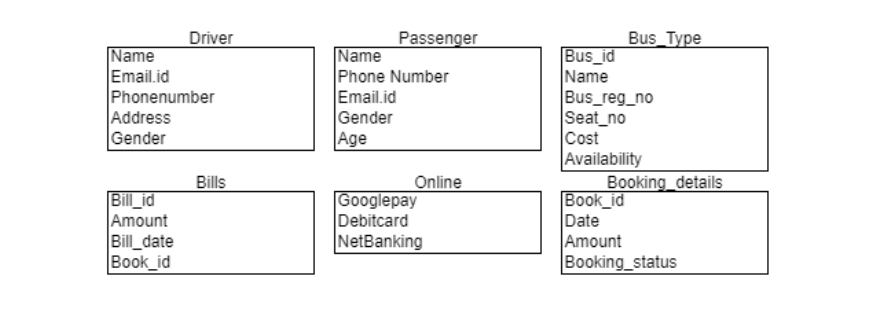 Driver
Name
Email.id
Phonenumber
Address
Gender
Passenger
Name
Phone Number
Email.id
Gender
Age
Bus_Type
Bus_id
Name
Bus_reg_no
Seat_no
Cost
Availability
Bills
Bill_id
Amount
Bill_date
Book_id
Online
Googlepay
Debitcard
NetBanking
Booking_details
Book_id
Date
Amount
Booking_status